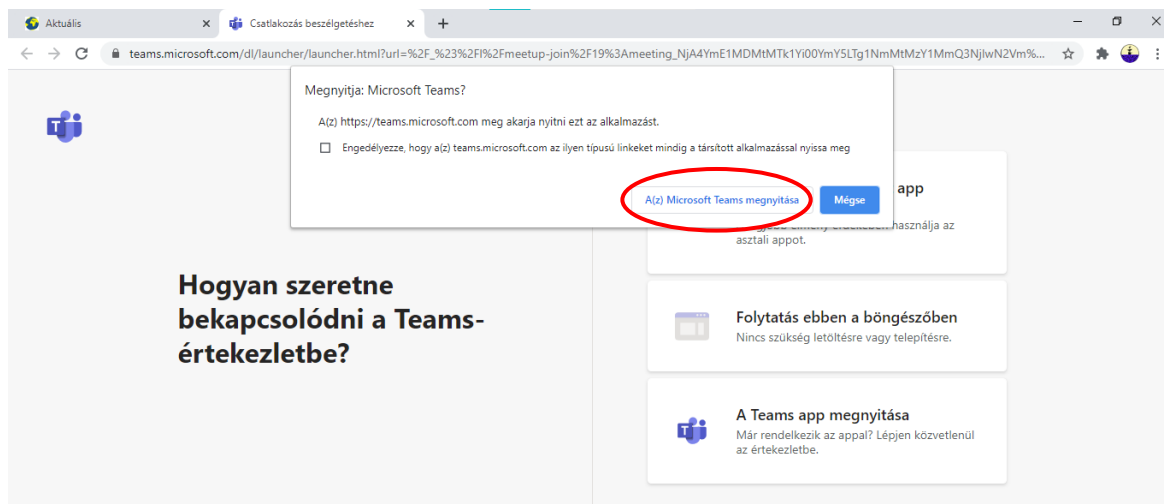 Aktuális
Csatlakozás beszélgetéshez
teams.microsoft.com/dl/launcher/launcher.html?url=%2F_%23%2Fl%2Fmeetup-join%2F19%3Ameeting_NjA4YmE1MDMtMTk1Yi00YmY5LTg1NmMtMzY1MmQ3NjIwN2Vm%...
Megnyitja: Microsoft Teams?
A(z) https://teams.microsoft.com meg akarja nyitni ezt az alkalmazást.
Engedélyezze, hogy a(z) teams.microsoft.com az ilyen típusú linkeket mindig a társított alkalmazással nyissa meg
A(z) Microsoft Teams megnyitása
Mégse
app
használja az
asztali appot.
Hogyan szeretne
bekapcsolódni a Teams-
értekezletbe?
Folytatás ebben a böngészőben
Nincs szükség letöltésre vagy telepítésre.
A Teams app megnyitása
Már rendelkezik az appal? Lépjen közvetlenül
az értekezletbe.